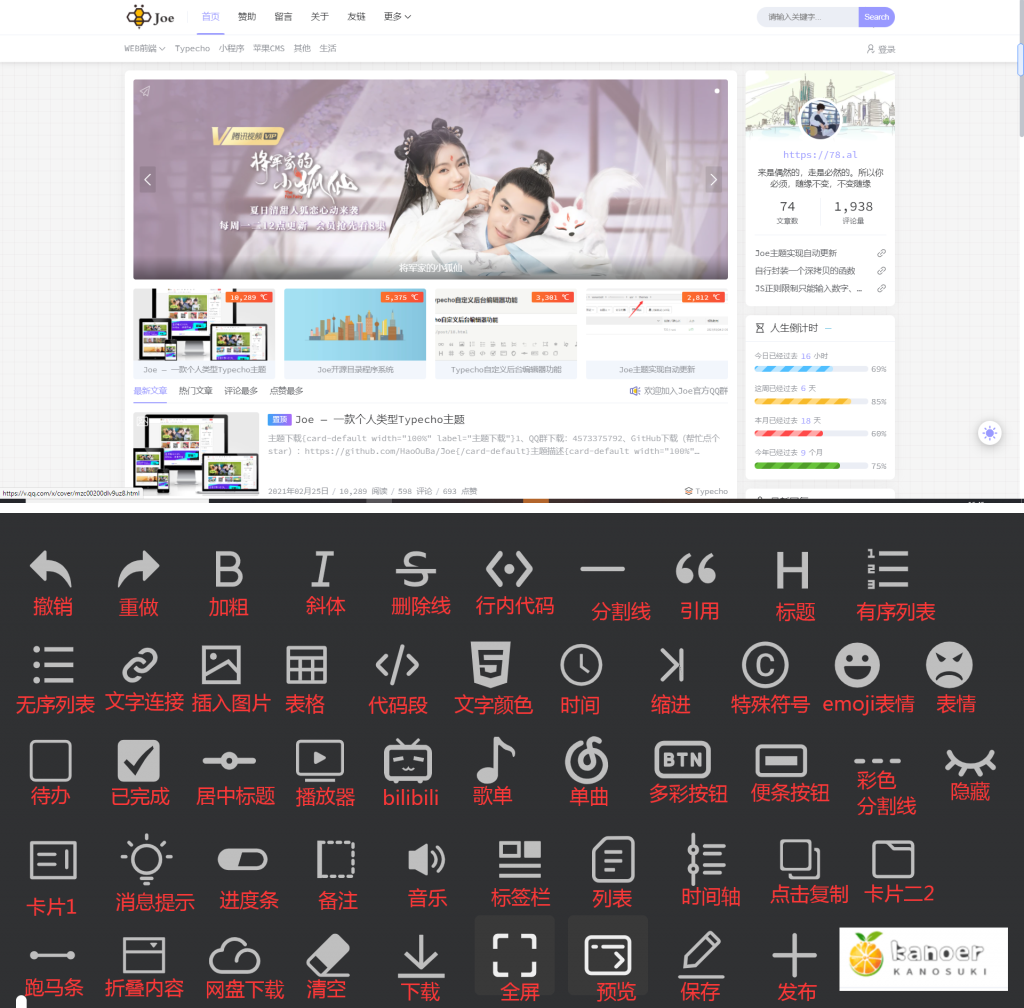 Joe 首页 赞助 留言 关于 友链 更多 请输入关键字... Search
WEB前端 Typecho 小程序 苹果CMS 其他 生活 登录
腾讯视频 VIP
将军家的
小狐仙
夏日情甜人狐恋心动来袭
将军家的小狐仙
https://78.al
来是偶然的，走是必然的。所以你
必须，随缘不变，不变随缘
74 1,938
文章数 评论量
Joe主题实现自动更新
自行封装一个深拷贝的函数
JS正则限制只能输入数字、…
10,289 ℃ 5,375 ℃ 3,301 ℃ 2,812 ℃
Joe 一款个人类型Typecho主题 Joe开源目录程序系统 Typecho自定义后台编辑器功能 Joe主题实现自动更新
人生倒计时
今日已经过去 16 小时
69%
这周已经过去 6 天
85%
本月已经过去 18 天
60%
今年已经过去 9 个月
75%
最新文章 热门文章 评论最多 点赞最多 欢迎加入Joe官方QQ群
置顶 Joe — 一款个人类型Typecho主题
主题下载{card-default width="100%" label="主题下载"}1、QQ群下载：4573375792、GitHub下载（帮忙点个
star）：https://github.com/HaoOuBa/Joe{/card-default}主题描述{card-default width="100%"…
2021年02月25日 / 10,289 阅读 / 598 评论 / 693 点赞 Typecho
https://v.qq.com/x/cover/mzc00200dlv9uz8.html
撤销 重做 加粗 斜体 删除线 行内代码 分割线 引用 标题 有序列表
无序列表 文字连接 插入图片 表格 代码段 文字颜色 时间 缩进 特殊符号 emoji表情 表情
BTN
待办 已完成 居中标题 播放器 bilibili 歌单 单曲 多彩按钮 便条按钮 彩色 隐藏
分割线
卡片1 消息提示 进度条 备注 音乐 标签栏 列表 时间轴 点击复制 卡片二2
跑马条 折叠内容 网盘下载 清空 下载 全屏 预览 保存 发布
kanoer
KANOSUKI